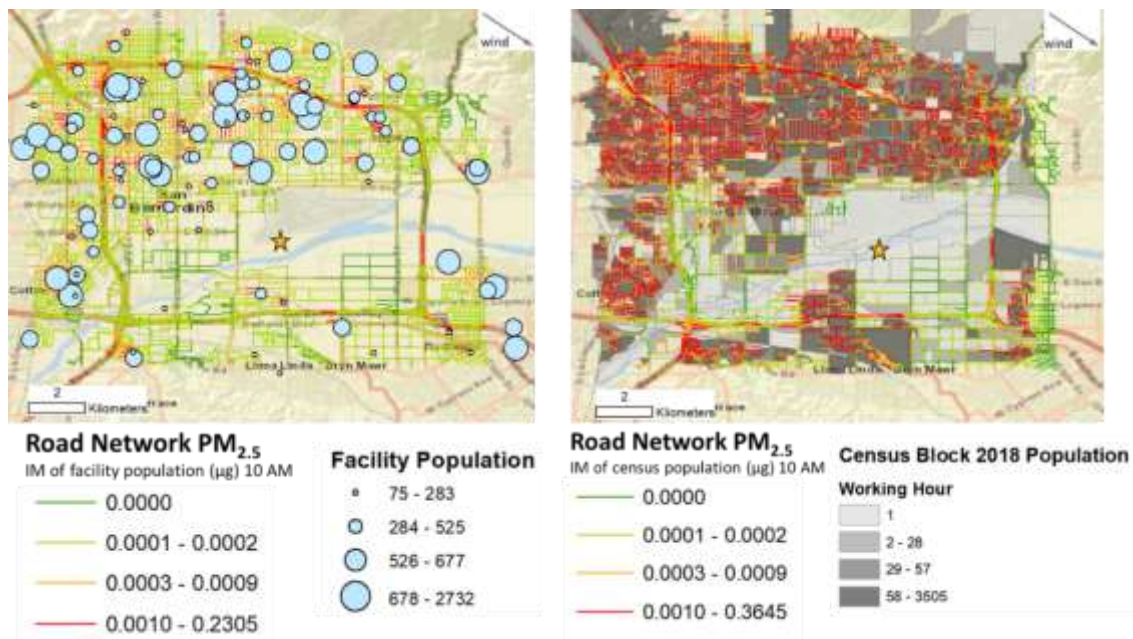 wind
San
Bernardino
Loma Linda
Bryn Mawr
2
Kilometers
Road Network PM2.5
IM of facility population (µg) 10 AM
0.0000
0.0001 - 0.0002
0.0003 - 0.0009
0.0010 - 0.2305
Facility Population
75 - 283
284 - 525
526 - 677
678 - 2732
wind
Loma Linda
Bryn Mawr
2
Kilometers
Road Network PM2.5
IM of census population (µg) 10 AM
0.0000
0.0001 - 0.0002
0.0003 - 0.0009
0.0010 - 0.3645
Census Block 2018 Population
Working Hour
1
2 - 28
29 - 57
58 - 3505